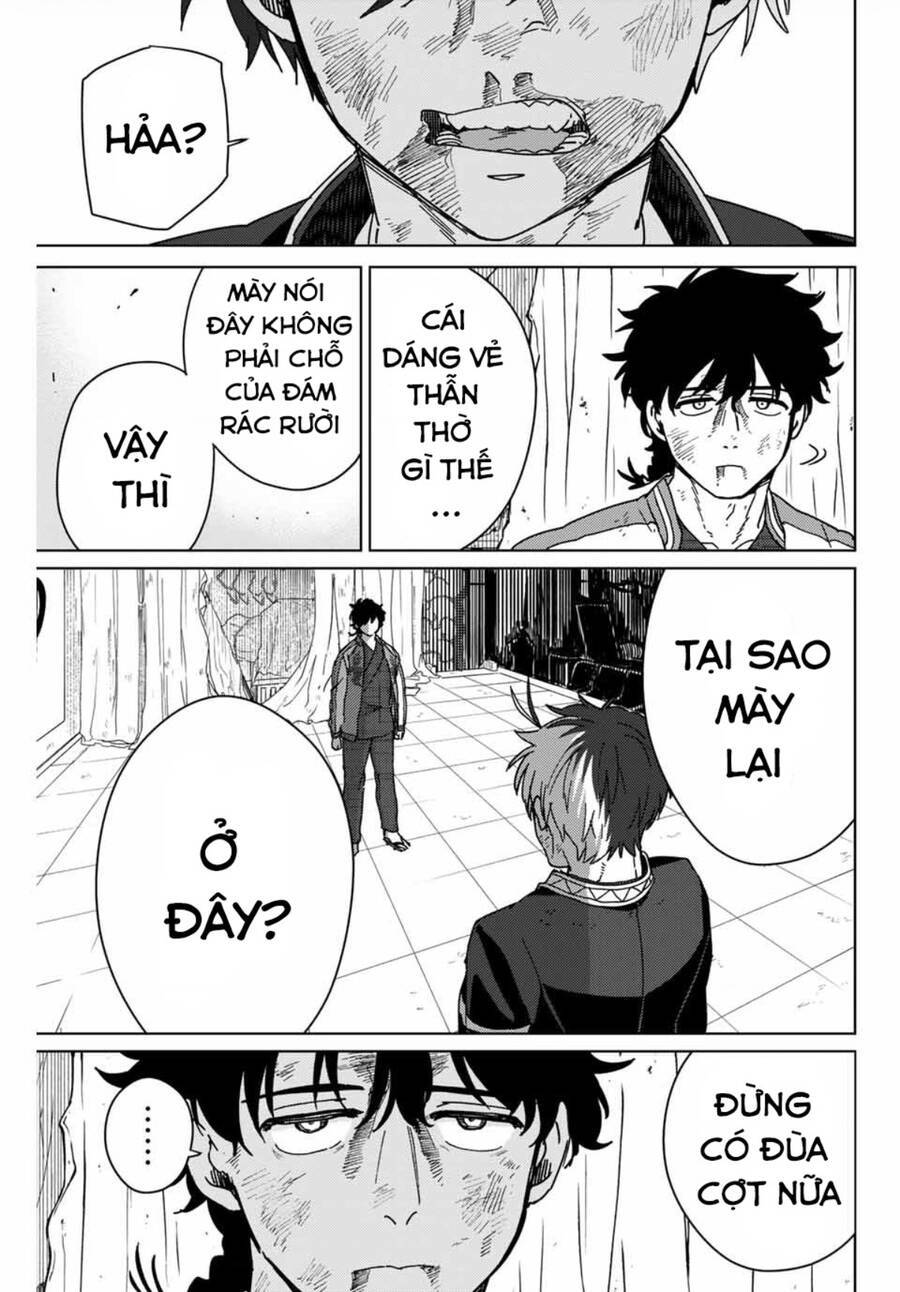 HẢA?
CÁI
DÁNG VẺ
THẪN
THỜ
GÌ THẾ
...
MÀY NÓI
ĐÂY KHÔNG
PHẢI CHỖ
CỦA ĐÁM
RÁC RƯỞI
VẬY
THÌ
TẠI SAO
MÀY
LẠI
Ở
ĐÂY?
ĐỪNG
CÓ ĐÙA
CỢT NỮA
......